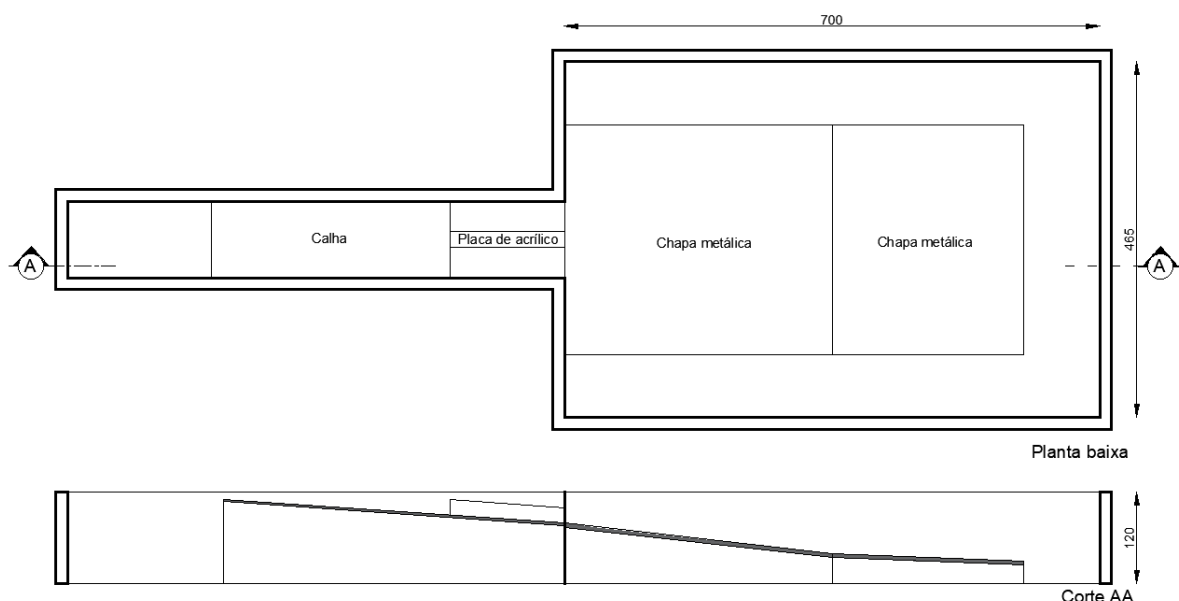 700
Calha
Placa de acrílico
Chapa metálica
Chapa metálica
465
A
A
Planta baixa
120
Corte AA